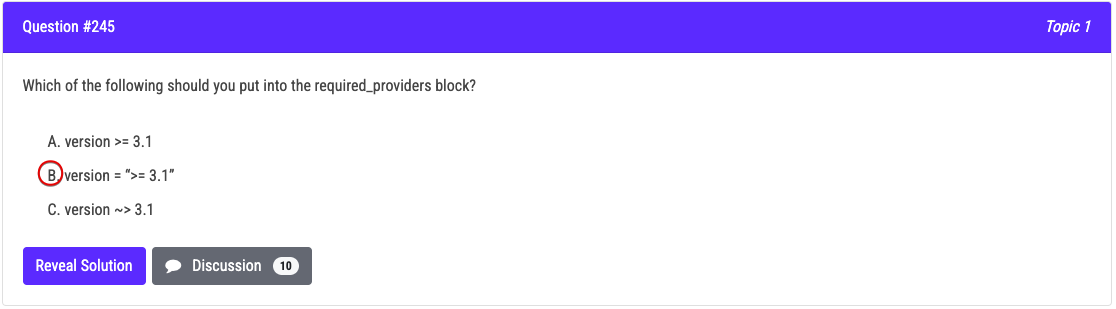 Question #245 Topic 1
Which of the following should you put into the required_providers block?
A. version >= 3.1
B. version = “>= 3.1”
C. version ~> 3.1
Reveal Solution Discussion 10